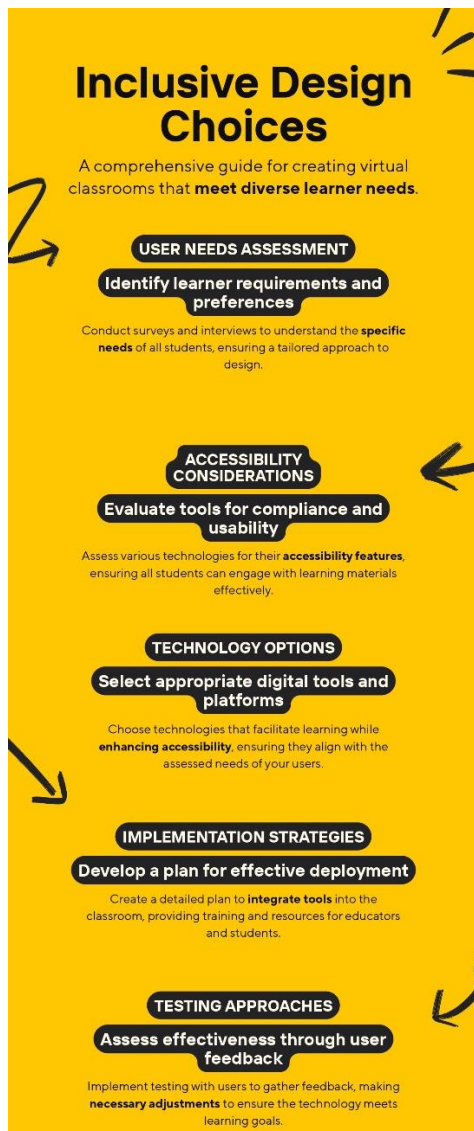 Inclusive Design
Choices
A comprehensive guide for creating virtual
classrooms that meet diverse learner needs.
USER NEEDS ASSESSMENT
Identify learner requirements and
preferences
Conduct surveys and interviews to understand the specific
needs of all students, ensuring a tailored approach to
design.
ACCESSIBILITY
CONSIDERATIONS
Evaluate tools for compliance and
usability
Assess various technologies for their accessibility features,
ensuring all students can engage with learning materials
effectively.
TECHNOLOGY OPTIONS
Select appropriate digital tools and
platforms
Choose technologies that facilitate learning while
enhancing accessibility, ensuring they align with the
assessed needs of your users.
IMPLEMENTATION STRATEGIES
Develop a plan for effective deployment
Create a detailed plan to integrate tools into the
classroom, providing training and resources for educators
and students.
TESTING APPROACHES
Assess effectiveness through user
feedback
Implement testing with users to gather feedback, making
necessary adjustments to ensure the technology meets
learning goals.